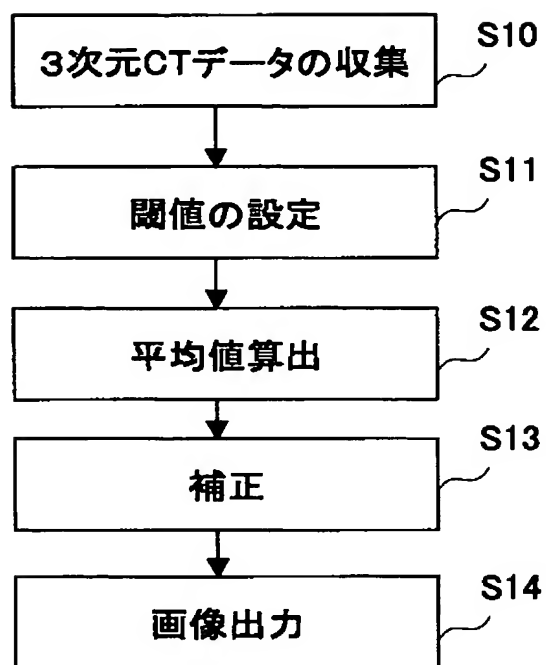 3次元CTデータの収集
S10
閾値の設定
S11
平均値算出
S12
補正
S13
画像出力
S14